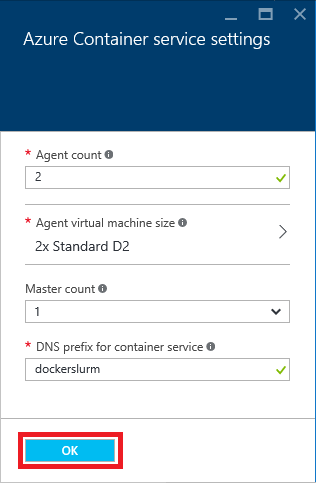 Azure Container service settings
* Agent count
2
* Agent virtual machine size
2x Standard D2
Master count
1
* DNS prefix for container service
dockerslurm
OK